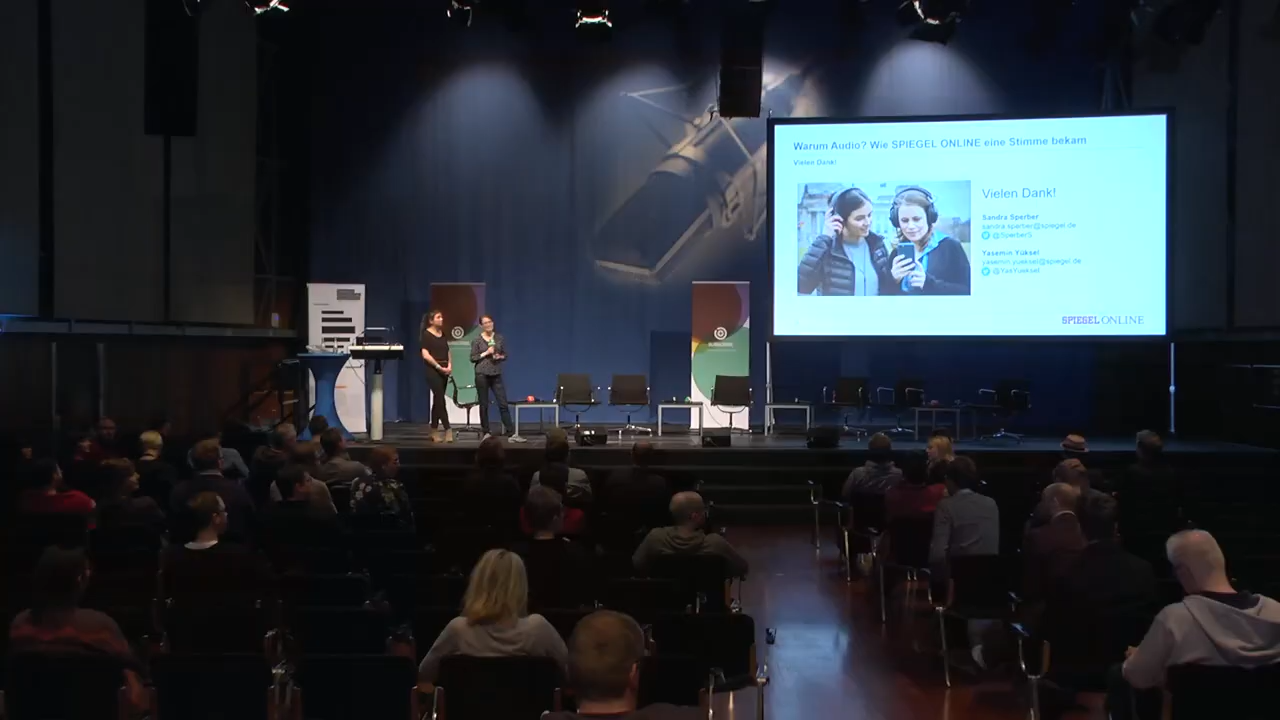 Warum Audio? Wie SPIEGEL ONLINE eine Stimme bekam
Vielen Dank!
Vielen Dank!
Sandra Sperber
sandra.sperber@spiegel.de
@SperberS
Yasemin Yüksel
yasemin.yueksel@spiegel.de
@YasYueksel
SPIEGEL ONLINE